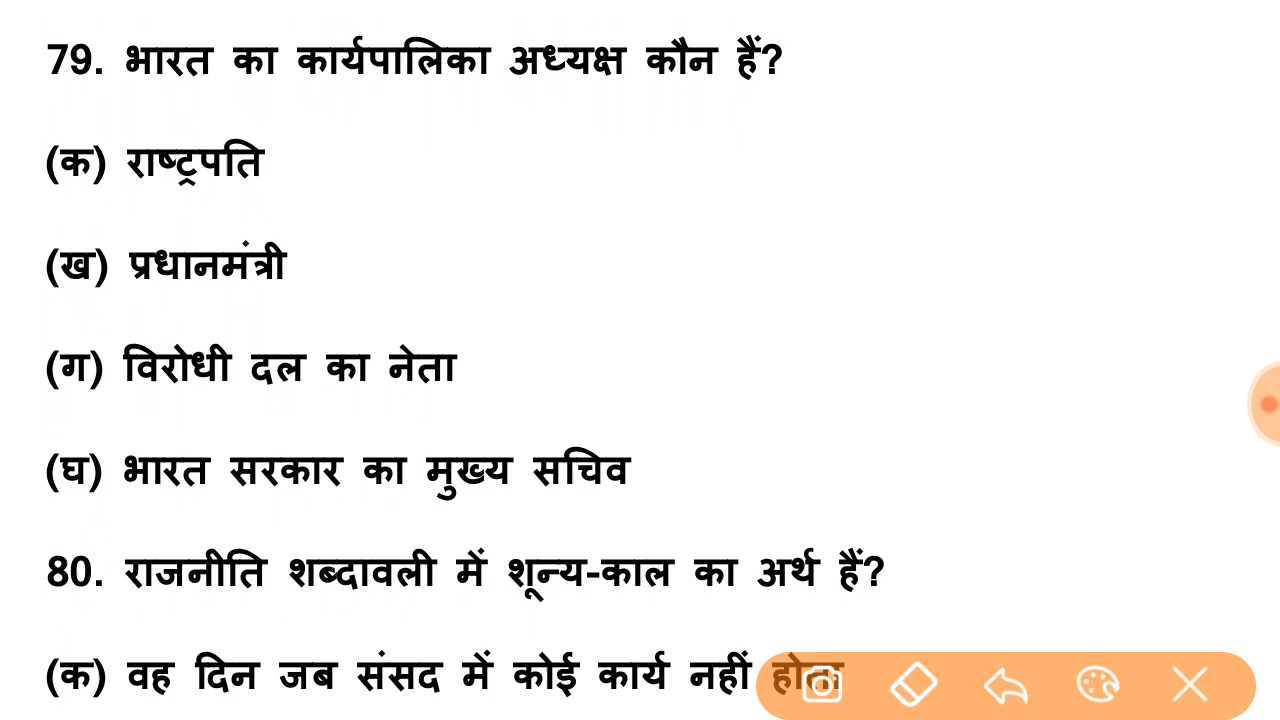 79. भारत का कार्यपालिका अध्यक्ष कौन हैं?
(क) राष्ट्रपति
(ख) प्रधानमंत्री
(ग) विरोधी दल का नेता
(घ) भारत सरकार का मुख्य सचिव
80. राजनीति शब्दावली में शून्य-काल का अर्थ हैं?
(क) वह दिन जब संसद में कोई कार्य नहीं होता